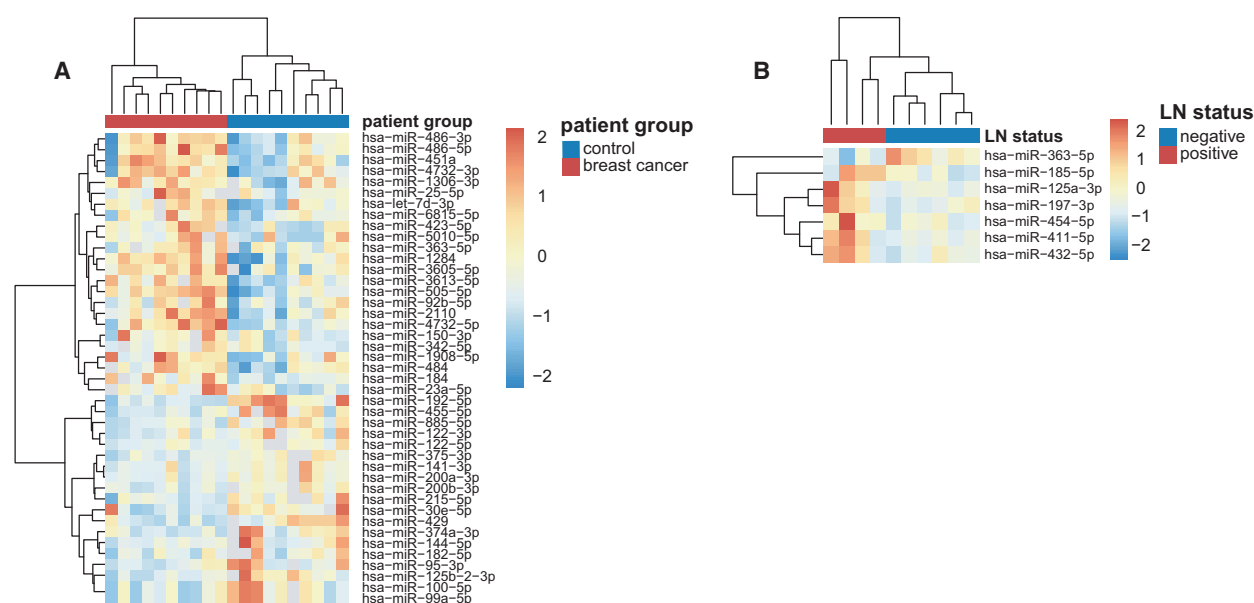 A
patient group
hsa-miR-486-3p
hsa-miR-486-5p
hsa-miR-451a
hsa-miR-4732-3p
hsa-miR-1306-3p
hsa-miR-25-5p
hsa-let-7d-3p
hsa-miR-6815-5p
hsa-miR-423-5p
hsa-miR-5010-5p
hsa-miR-363-5p
hsa-miR-1284
hsa-miR-3605-5p
hsa-miR-3613-5p
hsa-miR-505-5p
hsa-miR-92b-5p
hsa-miR-2110
hsa-miR-4732-5p
hsa-miR-150-3p
hsa-miR-342-5p
hsa-miR-1908-5p
hsa-miR-484
hsa-miR-184
hsa-miR-23a-5p
hsa-miR-192-5p
hsa-miR-455-5p
hsa-miR-885-5p
hsa-miR-122-3p
hsa-miR-122-5p
hsa-miR-375-3p
hsa-miR-141-3p
hsa-miR-200a-3p
hsa-miR-200b-3p
hsa-miR-215-5p
hsa-miR-30e-5p
hsa-miR-429
hsa-miR-374a-3p
hsa-miR-144-5p
hsa-miR-182-5p
hsa-miR-95-3p
hsa-miR-125b-2-3p
hsa-miR-100-5p
hsa-miR-99a-5p
2
1
0
−1
−2
patient group
control
breast cancer
B
LN status
hsa-miR-363-5p
hsa-miR-185-5p
hsa-miR-125a-3p
hsa-miR-197-3p
hsa-miR-454-5p
hsa-miR-411-5p
hsa-miR-432-5p
2
1
0
−1
−2
LN status
negative
positive